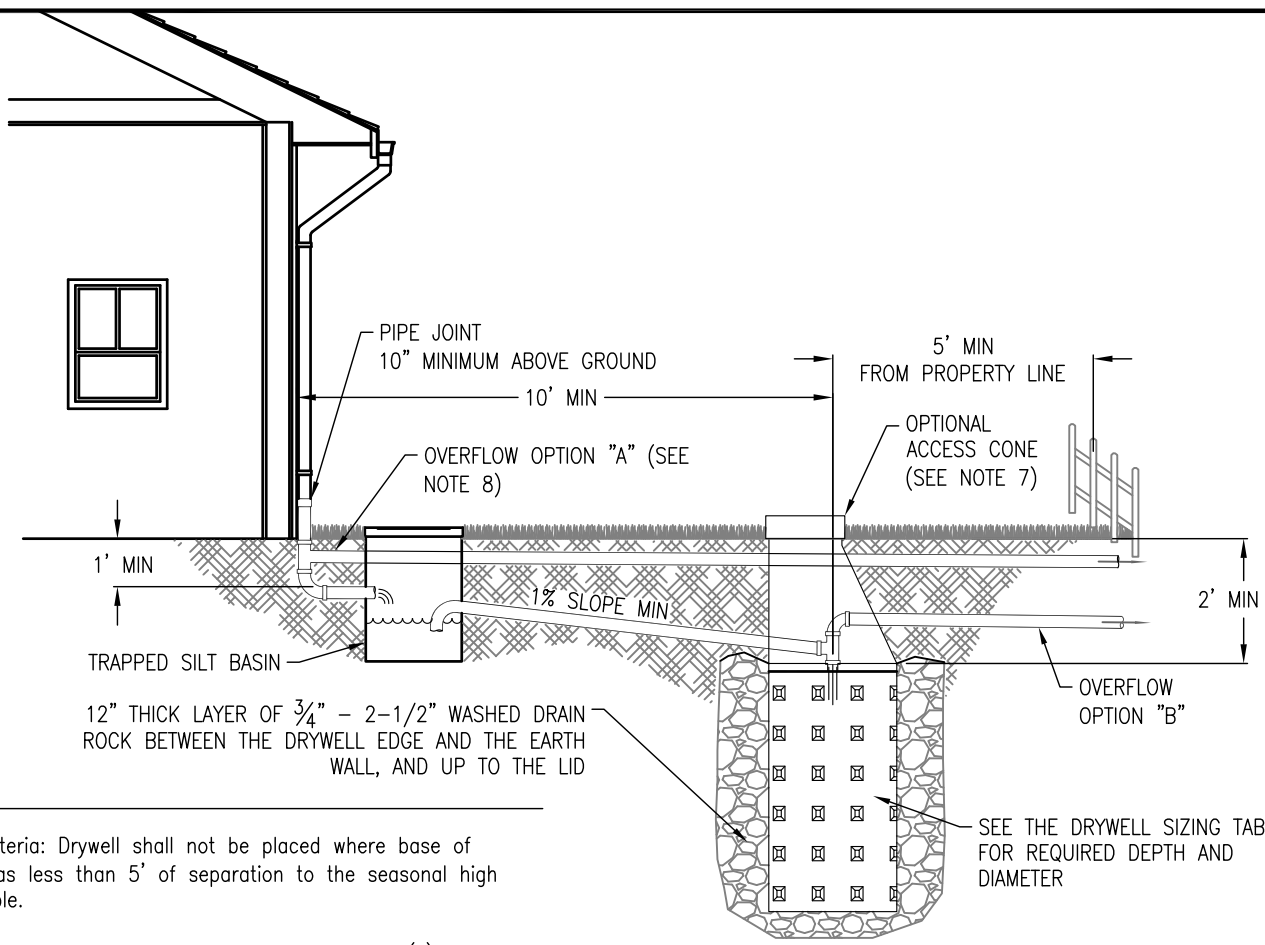 PIPE JOINT
10" MINIMUM ABOVE GROUND
5' MIN
FROM PROPERTY LINE
10' MIN
OPTIONAL
ACCESS CONE
(SEE NOTE 7)
OVERFLOW OPTION "A" (SEE
NOTE 8)
1' MIN
1% SLOPE MIN
2' MIN
TRAPPED SILT BASIN
OVERFLOW
OPTION "B"
12" THICK LAYER OF 3/4" - 2-1/2" WASHED DRAIN
ROCK BETWEEN THE DRYWELL EDGE AND THE EARTH
WALL, AND UP TO THE LID
SEE THE DRYWELL SIZING TAB
FOR REQUIRED DEPTH AND
DIAMETER
teria: Drywell shall not be placed where base of
as less than 5' of separation to the seasonal high
ble.